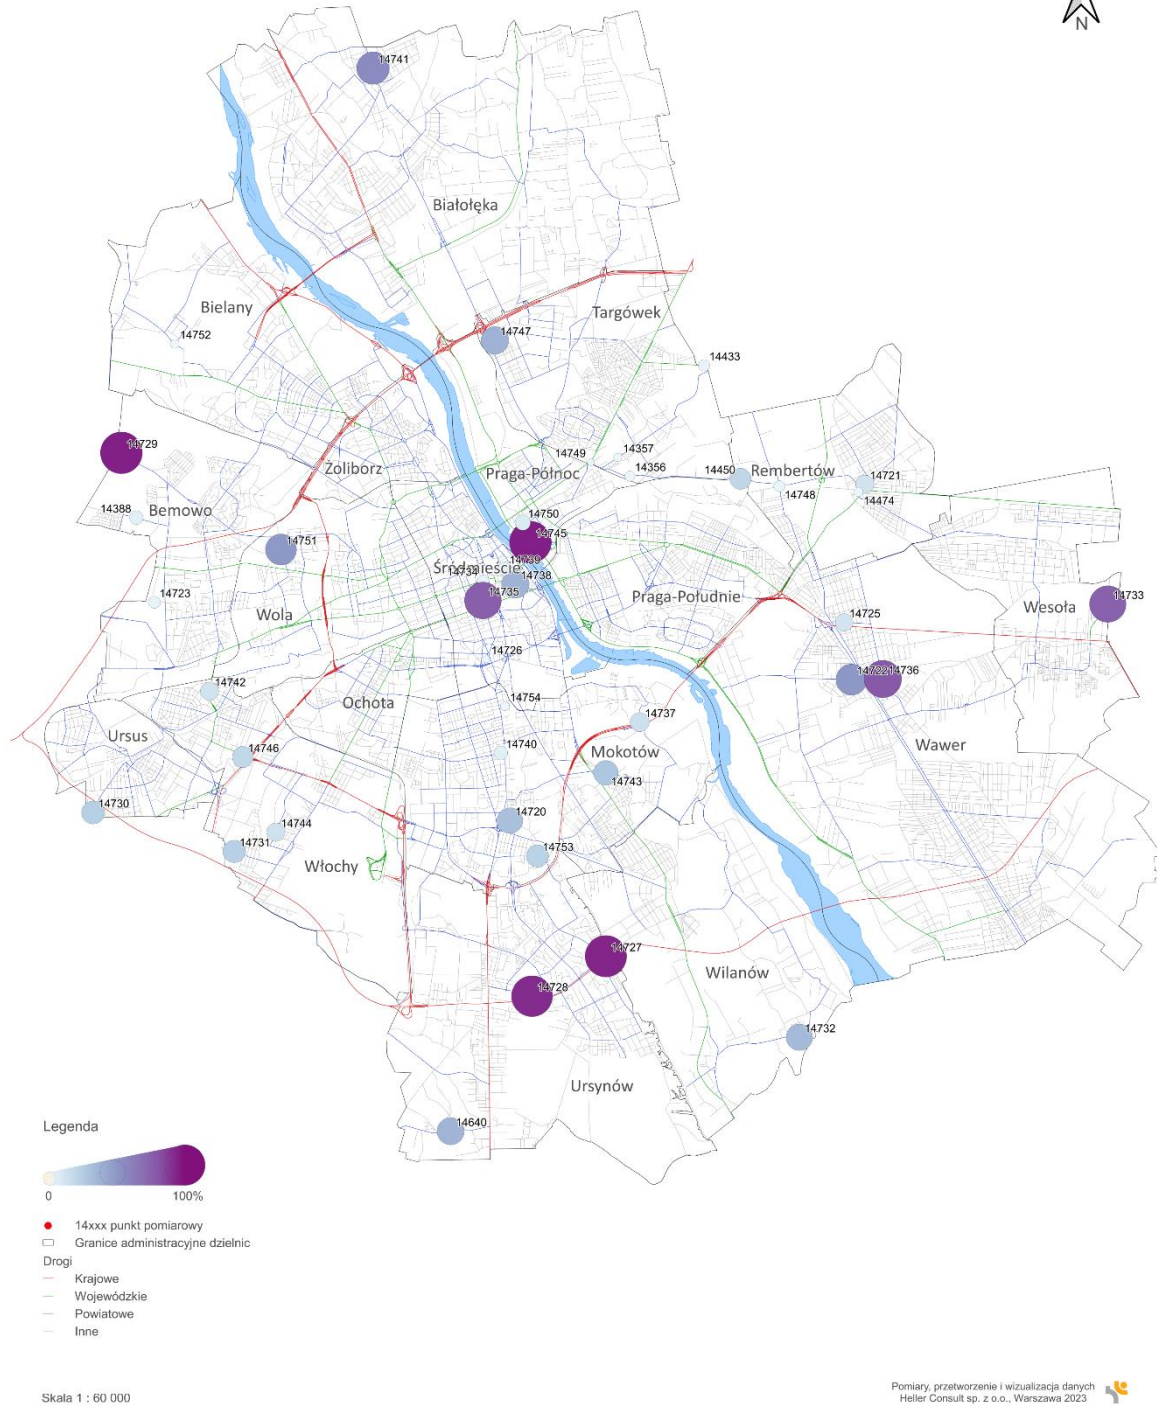 N
14741
Białołęka
Bielany
Targówek
14752
14747
14433
14729
Żoliborz
14749
14357
Praga-Północ
14356
14450
Rembertów
14721
14748
14474
14388
Bemowo
14750
14745
14751
14739
Śródmieście
14734
14738
14735
14723
Praga-Południe
Wesoła
14733
Wola
14725
14726
14722
14736
14742
Ochota
14754
14737
Ursus
14746
14740
Mokotów
Wawer
14743
14730
14720
14744
14731
14753
Włochy
14727
Wilanów
14728
14732
Ursynów
14640
Legenda
0 100%
14xxx punkt pomiarowy
Granice administracyjne dzielnic
Drogi
Krajowe
Wojewódzkie
Powiatowe
Inne
Skala 1 : 60 000
Pomiary, przetworzenie i wizualizacja danych
Heller Consult sp. z o.o., Warszawa 2023